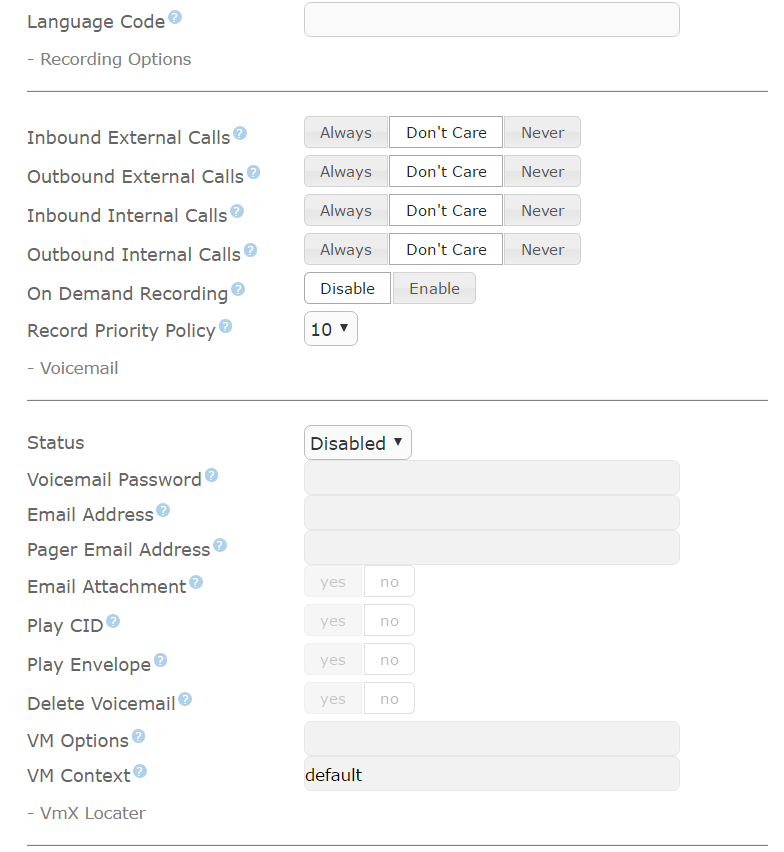 Language Code ?
- Recording Options
Inbound External Calls ? Always Don't Care Never
Outbound External Calls ? Always Don't Care Never
Inbound Internal Calls ? Always Don't Care Never
Outbound Internal Calls ? Always Don't Care Never
On Demand Recording ? Disable Enable
Record Priority Policy ? 10
- Voicemail
Status Disabled
Voicemail Password ?
Email Address ?
Pager Email Address ?
Email Attachment ? yes no
Play CID ? yes no
Play Envelope ? yes no
Delete Voicemail ? yes no
VM Options ?
VM Context ? default
- VmX Locater